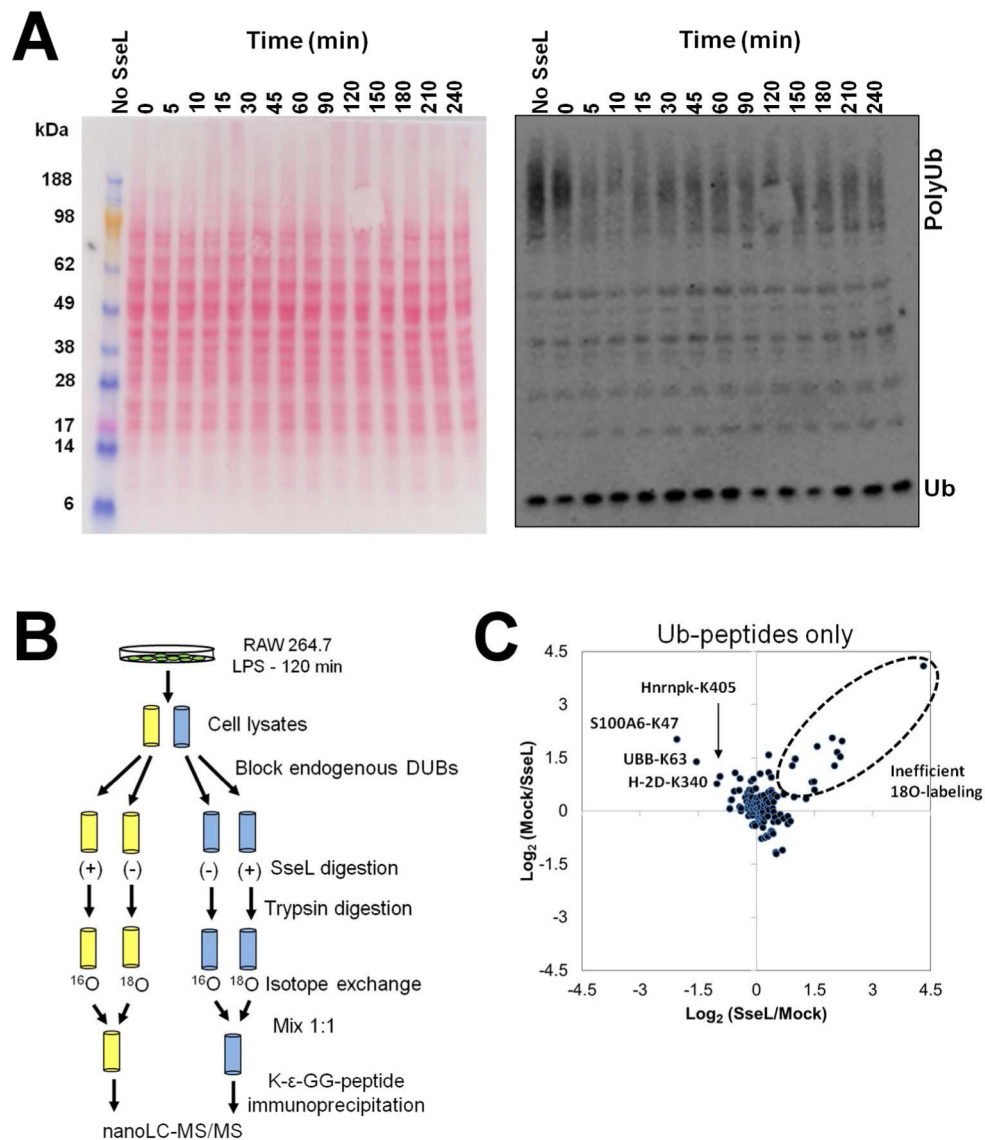 A
Time (min)
No SseL 0 5 10 15 30 45 60 90 120 150 180 210 240
kDa
188
98
62
49
38
28
17
14
6
Time (min)
No SseL 0 5 10 15 30 45 60 90 120 150 180 210 240
PolyUb
Ub
B
RAW 264.7
LPS - 120 min
Cell lysates
Block endogenous DUBs
(+) (-) (-) (+) SseL digestion
Trypsin digestion
16O 18O 16O 18O Isotope exchange
Mix 1:1
K-ε-GG-peptide
immunoprecipitation
nanoLC-MS/MS
C
Ub-peptides only
Log2 (Mock/SseL)
4.5
3
1.5
0
-1.5
-3
-4.5
Hnrnpk-K405
S100A6-K47
UBB-K63
H-2D-K340
Inefficient
18O-labeling
-4.5 -3 -1.5 0 1.5 3 4.5
Log2 (SseL/Mock)